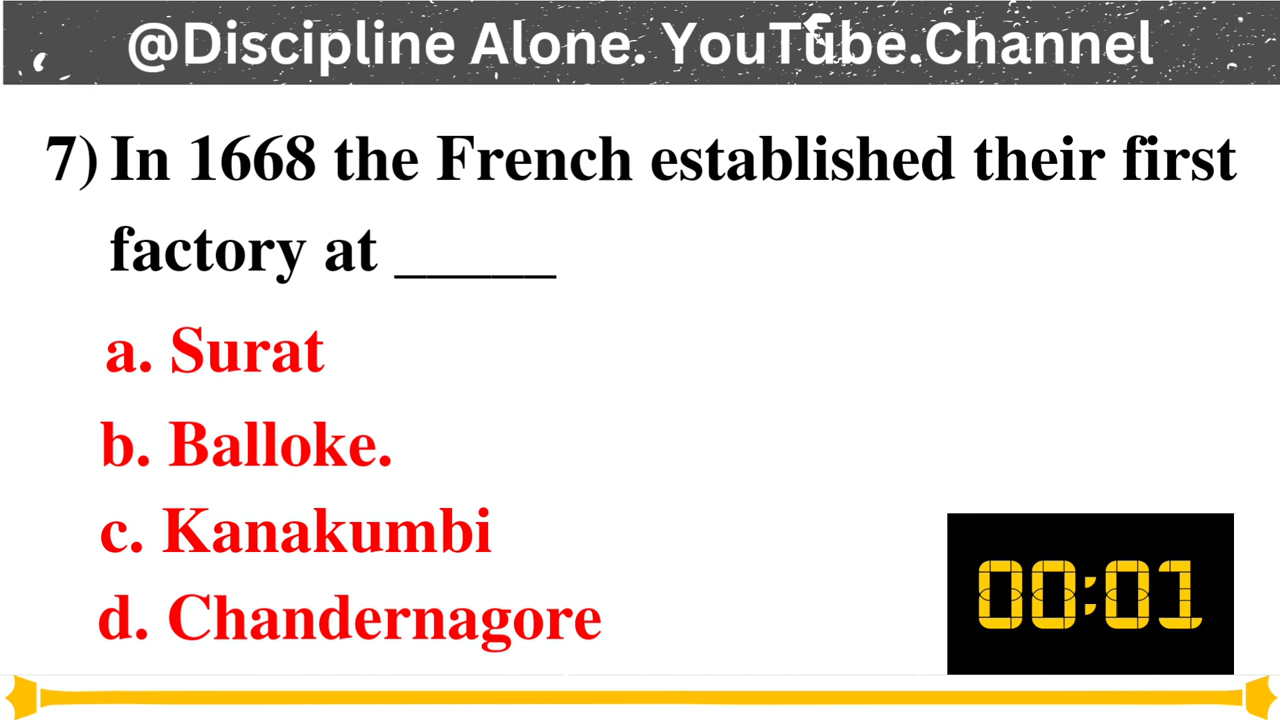 @Discipline Alone. YouTube.Channel
7) In 1668 the French established their first
factory at _____
a. Surat
b. Balloke.
c. Kanakumbi
d. Chandernagore
00:01